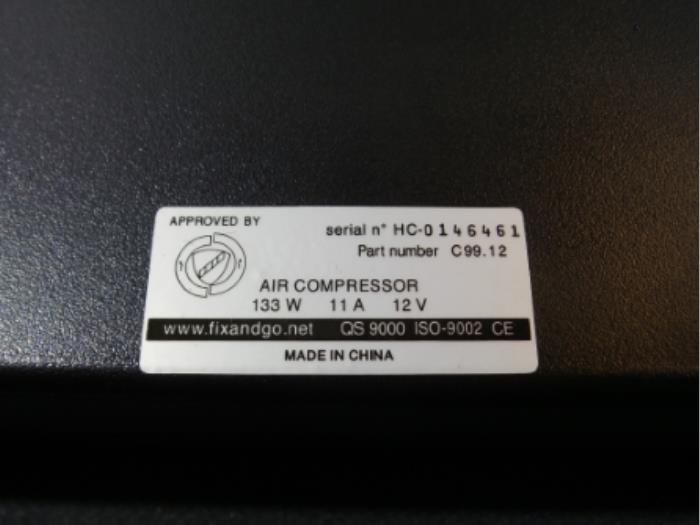 APPROVED BY
serial n° HC-0146461
Part number C99.12
AIR COMPRESSOR
133 W 11 A 12 V
www.fixandgo.net QS 9000 ISO-9002 CE
MADE IN CHINA